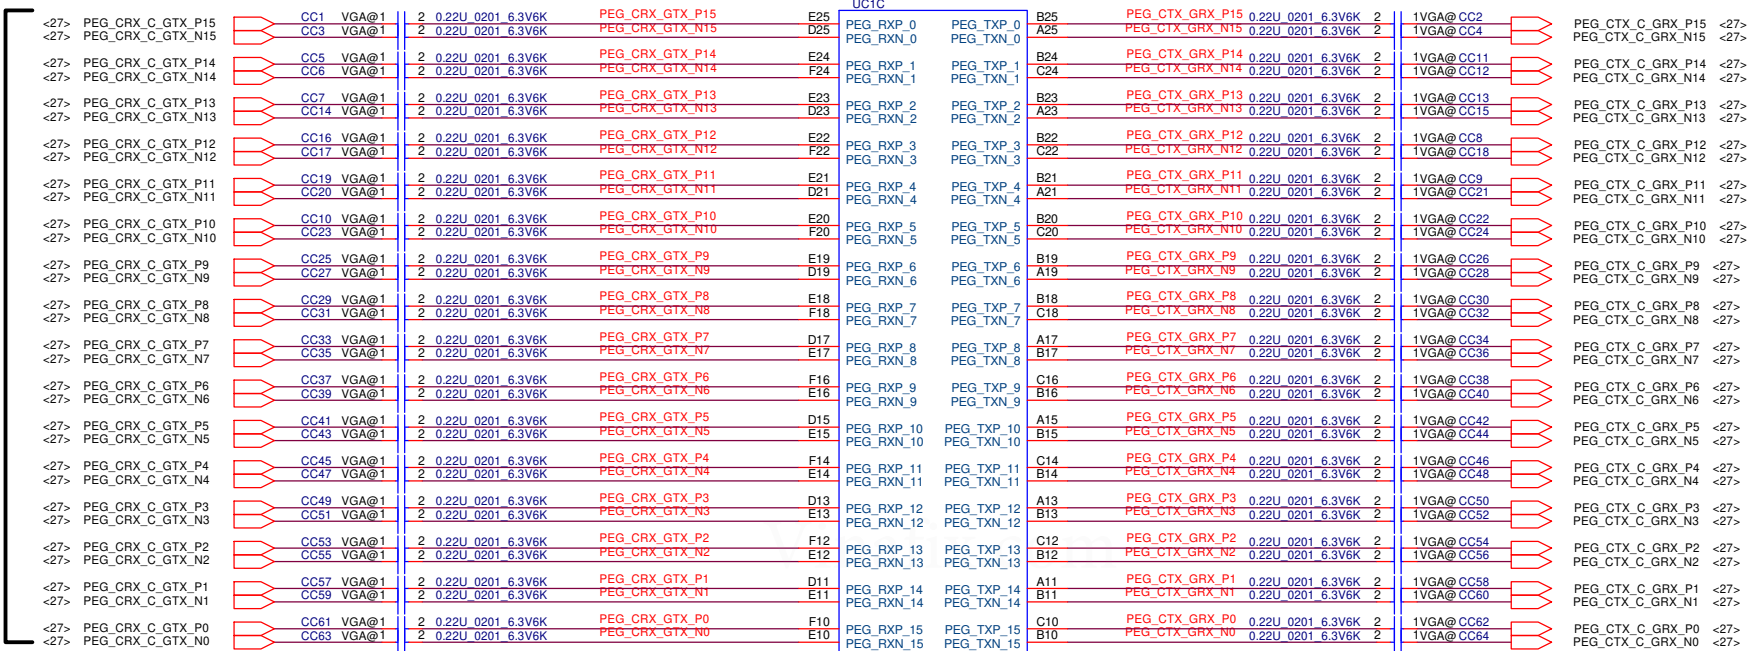 UC1C
<27> PEG_CRX_C_GTX_P15 CC1 VGA@1 2 0.22U_0201_6.3V6K PEG_CRX_GTX_P15 E25 PEG_RXP_0 PEG_TXP_0 B25 PEG_CTX_GRX_P15 0.22U_0201_6.3V6K 2 1VGA@ CC2 PEG_CTX_C_GRX_P15 <27>
<27> PEG_CRX_C_GTX_N15 CC3 VGA@1 2 0.22U_0201_6.3V6K PEG_CRX_GTX_N15 D25 PEG_RXN_0 PEG_TXN_0 A25 PEG_CTX_GRX_N15 0.22U_0201_6.3V6K 2 1VGA@ CC4 PEG_CTX_C_GRX_N15 <27>
<27> PEG_CRX_C_GTX_P14 CC5 VGA@1 2 0.22U_0201_6.3V6K PEG_CRX_GTX_P14 E24 PEG_RXP_1 PEG_TXP_1 B24 PEG_CTX_GRX_P14 0.22U_0201_6.3V6K 2 1VGA@ CC11 PEG_CTX_C_GRX_P14 <27>
<27> PEG_CRX_C_GTX_N14 CC6 VGA@1 2 0.22U_0201_6.3V6K PEG_CRX_GTX_N14 F24 PEG_RXN_1 PEG_TXN_1 C24 PEG_CTX_GRX_N14 0.22U_0201_6.3V6K 2 1VGA@ CC12 PEG_CTX_C_GRX_N14 <27>
<27> PEG_CRX_C_GTX_P13 CC7 VGA@1 2 0.22U_0201_6.3V6K PEG_CRX_GTX_P13 E23 PEG_RXP_2 PEG_TXP_2 B23 PEG_CTX_GRX_P13 0.22U_0201_6.3V6K 2 1VGA@ CC13 PEG_CTX_C_GRX_P13 <27>
<27> PEG_CRX_C_GTX_N13 CC14 VGA@1 2 0.22U_0201_6.3V6K PEG_CRX_GTX_N13 D23 PEG_RXN_2 PEG_TXN_2 A23 PEG_CTX_GRX_N13 0.22U_0201_6.3V6K 2 1VGA@ CC15 PEG_CTX_C_GRX_N13 <27>
<27> PEG_CRX_C_GTX_P12 CC16 VGA@1 2 0.22U_0201_6.3V6K PEG_CRX_GTX_P12 E22 PEG_RXP_3 PEG_TXP_3 B22 PEG_CTX_GRX_P12 0.22U_0201_6.3V6K 2 1VGA@ CC8 PEG_CTX_C_GRX_P12 <27>
<27> PEG_CRX_C_GTX_N12 CC17 VGA@1 2 0.22U_0201_6.3V6K PEG_CRX_GTX_N12 F22 PEG_RXN_3 PEG_TXN_3 C22 PEG_CTX_GRX_N12 0.22U_0201_6.3V6K 2 1VGA@ CC18 PEG_CTX_C_GRX_N12 <27>
<27> PEG_CRX_C_GTX_P11 CC19 VGA@1 2 0.22U_0201_6.3V6K PEG_CRX_GTX_P11 E21 PEG_RXP_4 PEG_TXP_4 B21 PEG_CTX_GRX_P11 0.22U_0201_6.3V6K 2 1VGA@ CC9 PEG_CTX_C_GRX_P11 <27>
<27> PEG_CRX_C_GTX_N11 CC20 VGA@1 2 0.22U_0201_6.3V6K PEG_CRX_GTX_N11 D21 PEG_RXN_4 PEG_TXN_4 A21 PEG_CTX_GRX_N11 0.22U_0201_6.3V6K 2 1VGA@ CC21 PEG_CTX_C_GRX_N11 <27>
<27> PEG_CRX_C_GTX_P10 CC10 VGA@1 2 0.22U_0201_6.3V6K PEG_CRX_GTX_P10 E20 PEG_RXP_5 PEG_TXP_5 B20 PEG_CTX_GRX_P10 0.22U_0201_6.3V6K 2 1VGA@ CC22 PEG_CTX_C_GRX_P10 <27>
<27> PEG_CRX_C_GTX_N10 CC23 VGA@1 2 0.22U_0201_6.3V6K PEG_CRX_GTX_N10 F20 PEG_RXN_5 PEG_TXN_5 C20 PEG_CTX_GRX_N10 0.22U_0201_6.3V6K 2 1VGA@ CC24 PEG_CTX_C_GRX_N10 <27>
<27> PEG_CRX_C_GTX_P9 CC25 VGA@1 2 0.22U_0201_6.3V6K PEG_CRX_GTX_P9 E19 PEG_RXP_6 PEG_TXP_6 B19 PEG_CTX_GRX_P9 0.22U_0201_6.3V6K 2 1VGA@ CC26 PEG_CTX_C_GRX_P9 <27>
<27> PEG_CRX_C_GTX_N9 CC27 VGA@1 2 0.22U_0201_6.3V6K PEG_CRX_GTX_N9 D19 PEG_RXN_6 PEG_TXN_6 A19 PEG_CTX_GRX_N9 0.22U_0201_6.3V6K 2 1VGA@ CC28 PEG_CTX_C_GRX_N9 <27>
<27> PEG_CRX_C_GTX_P8 CC29 VGA@1 2 0.22U_0201_6.3V6K PEG_CRX_GTX_P8 E18 PEG_RXP_7 PEG_TXP_7 B18 PEG_CTX_GRX_P8 0.22U_0201_6.3V6K 2 1VGA@ CC30 PEG_CTX_C_GRX_P8 <27>
<27> PEG_CRX_C_GTX_N8 CC31 VGA@1 2 0.22U_0201_6.3V6K PEG_CRX_GTX_N8 F18 PEG_RXN_7 PEG_TXN_7 C18 PEG_CTX_GRX_N8 0.22U_0201_6.3V6K 2 1VGA@ CC32 PEG_CTX_C_GRX_N8 <27>
<27> PEG_CRX_C_GTX_P7 CC33 VGA@1 2 0.22U_0201_6.3V6K PEG_CRX_GTX_P7 D17 PEG_RXP_8 PEG_TXP_8 A17 PEG_CTX_GRX_P7 0.22U_0201_6.3V6K 2 1VGA@ CC34 PEG_CTX_C_GRX_P7 <27>
<27> PEG_CRX_C_GTX_N7 CC35 VGA@1 2 0.22U_0201_6.3V6K PEG_CRX_GTX_N7 E17 PEG_RXN_8 PEG_TXN_8 B17 PEG_CTX_GRX_N7 0.22U_0201_6.3V6K 2 1VGA@ CC36 PEG_CTX_C_GRX_N7 <27>
<27> PEG_CRX_C_GTX_P6 CC37 VGA@1 2 0.22U_0201_6.3V6K PEG_CRX_GTX_P6 F16 PEG_RXP_9 PEG_TXP_9 C16 PEG_CTX_GRX_P6 0.22U_0201_6.3V6K 2 1VGA@ CC38 PEG_CTX_C_GRX_P6 <27>
<27> PEG_CRX_C_GTX_N6 CC39 VGA@1 2 0.22U_0201_6.3V6K PEG_CRX_GTX_N6 E16 PEG_RXN_9 PEG_TXN_9 B16 PEG_CTX_GRX_N6 0.22U_0201_6.3V6K 2 1VGA@ CC40 PEG_CTX_C_GRX_N6 <27>
<27> PEG_CRX_C_GTX_P5 CC41 VGA@1 2 0.22U_0201_6.3V6K PEG_CRX_GTX_P5 D15 PEG_RXP_10 PEG_TXP_10 A15 PEG_CTX_GRX_P5 0.22U_0201_6.3V6K 2 1VGA@ CC42 PEG_CTX_C_GRX_P5 <27>
<27> PEG_CRX_C_GTX_N5 CC43 VGA@1 2 0.22U_0201_6.3V6K PEG_CRX_GTX_N5 E15 PEG_RXN_10 PEG_TXN_10 B15 PEG_CTX_GRX_N5 0.22U_0201_6.3V6K 2 1VGA@ CC44 PEG_CTX_C_GRX_N5 <27>
<27> PEG_CRX_C_GTX_P4 CC45 VGA@1 2 0.22U_0201_6.3V6K PEG_CRX_GTX_P4 F14 PEG_RXP_11 PEG_TXP_11 C14 PEG_CTX_GRX_P4 0.22U_0201_6.3V6K 2 1VGA@ CC46 PEG_CTX_C_GRX_P4 <27>
<27> PEG_CRX_C_GTX_N4 CC47 VGA@1 2 0.22U_0201_6.3V6K PEG_CRX_GTX_N4 E14 PEG_RXN_11 PEG_TXN_11 B14 PEG_CTX_GRX_N4 0.22U_0201_6.3V6K 2 1VGA@ CC48 PEG_CTX_C_GRX_N4 <27>
<27> PEG_CRX_C_GTX_P3 CC49 VGA@1 2 0.22U_0201_6.3V6K PEG_CRX_GTX_P3 D13 PEG_RXP_12 PEG_TXP_12 A13 PEG_CTX_GRX_P3 0.22U_0201_6.3V6K 2 1VGA@ CC50 PEG_CTX_C_GRX_P3 <27>
<27> PEG_CRX_C_GTX_N3 CC51 VGA@1 2 0.22U_0201_6.3V6K PEG_CRX_GTX_N3 E13 PEG_RXN_12 PEG_TXN_12 B13 PEG_CTX_GRX_N3 0.22U_0201_6.3V6K 2 1VGA@ CC52 PEG_CTX_C_GRX_N3 <27>
<27> PEG_CRX_C_GTX_P2 CC53 VGA@1 2 0.22U_0201_6.3V6K PEG_CRX_GTX_P2 F12 PEG_RXP_13 PEG_TXP_13 C12 PEG_CTX_GRX_P2 0.22U_0201_6.3V6K 2 1VGA@ CC54 PEG_CTX_C_GRX_P2 <27>
<27> PEG_CRX_C_GTX_N2 CC55 VGA@1 2 0.22U_0201_6.3V6K PEG_CRX_GTX_N2 E12 PEG_RXN_13 PEG_TXN_13 B12 PEG_CTX_GRX_N2 0.22U_0201_6.3V6K 2 1VGA@ CC56 PEG_CTX_C_GRX_N2 <27>
<27> PEG_CRX_C_GTX_P1 CC57 VGA@1 2 0.22U_0201_6.3V6K PEG_CRX_GTX_P1 D11 PEG_RXP_14 PEG_TXP_14 A11 PEG_CTX_GRX_P1 0.22U_0201_6.3V6K 2 1VGA@ CC58 PEG_CTX_C_GRX_P1 <27>
<27> PEG_CRX_C_GTX_N1 CC59 VGA@1 2 0.22U_0201_6.3V6K PEG_CRX_GTX_N1 E11 PEG_RXN_14 PEG_TXN_14 B11 PEG_CTX_GRX_N1 0.22U_0201_6.3V6K 2 1VGA@ CC60 PEG_CTX_C_GRX_N1 <27>
<27> PEG_CRX_C_GTX_P0 CC61 VGA@1 2 0.22U_0201_6.3V6K PEG_CRX_GTX_P0 F10 PEG_RXP_15 PEG_TXP_15 C10 PEG_CTX_GRX_P0 0.22U_0201_6.3V6K 2 1VGA@ CC62 PEG_CTX_C_GRX_P0 <27>
<27> PEG_CRX_C_GTX_N0 CC63 VGA@1 2 0.22U_0201_6.3V6K PEG_CRX_GTX_N0 E10 PEG_RXN_15 PEG_TXN_15 B10 PEG_CTX_GRX_N0 0.22U_0201_6.3V6K 2 1VGA@ CC64 PEG_CTX_C_GRX_N0 <27>